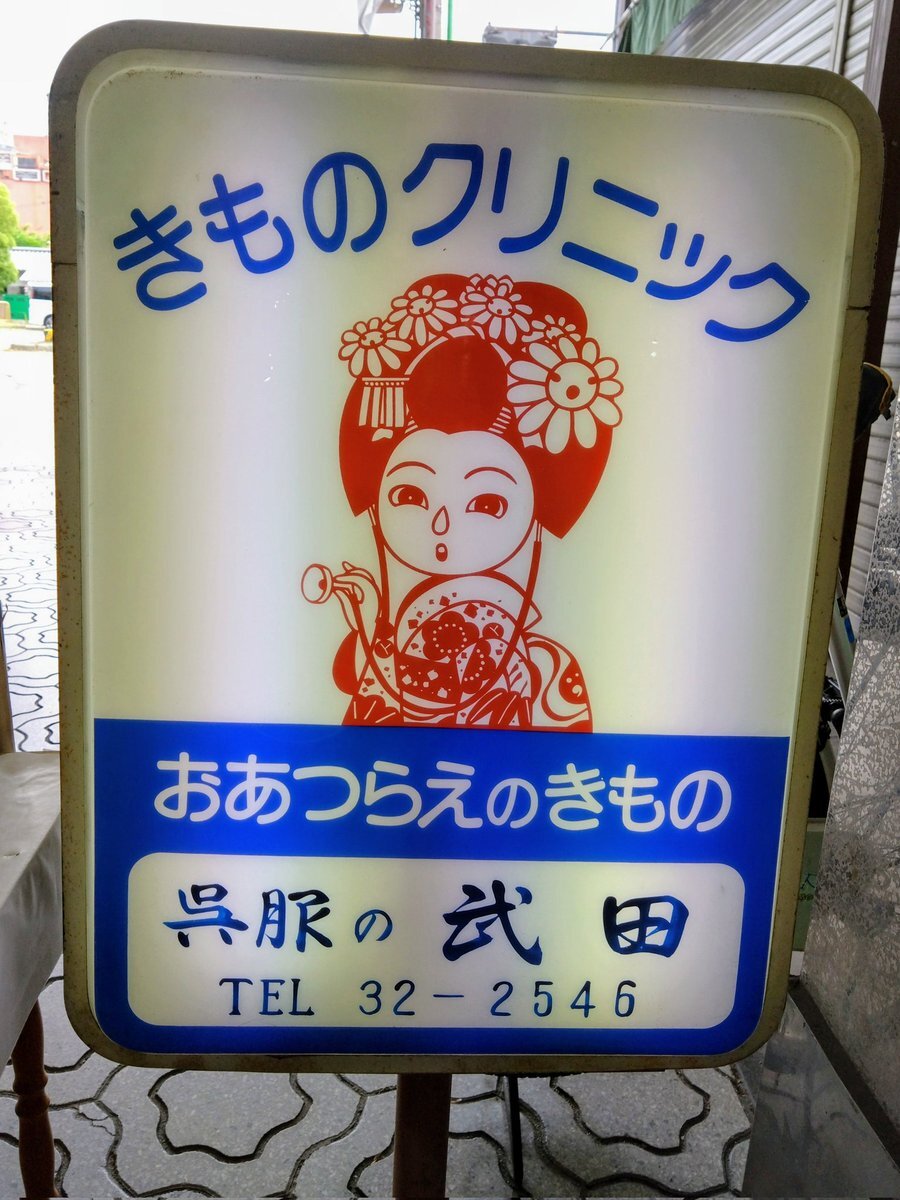 きものクリニック
おあつらえのきもの
呉服の 武田
TEL 32-2546